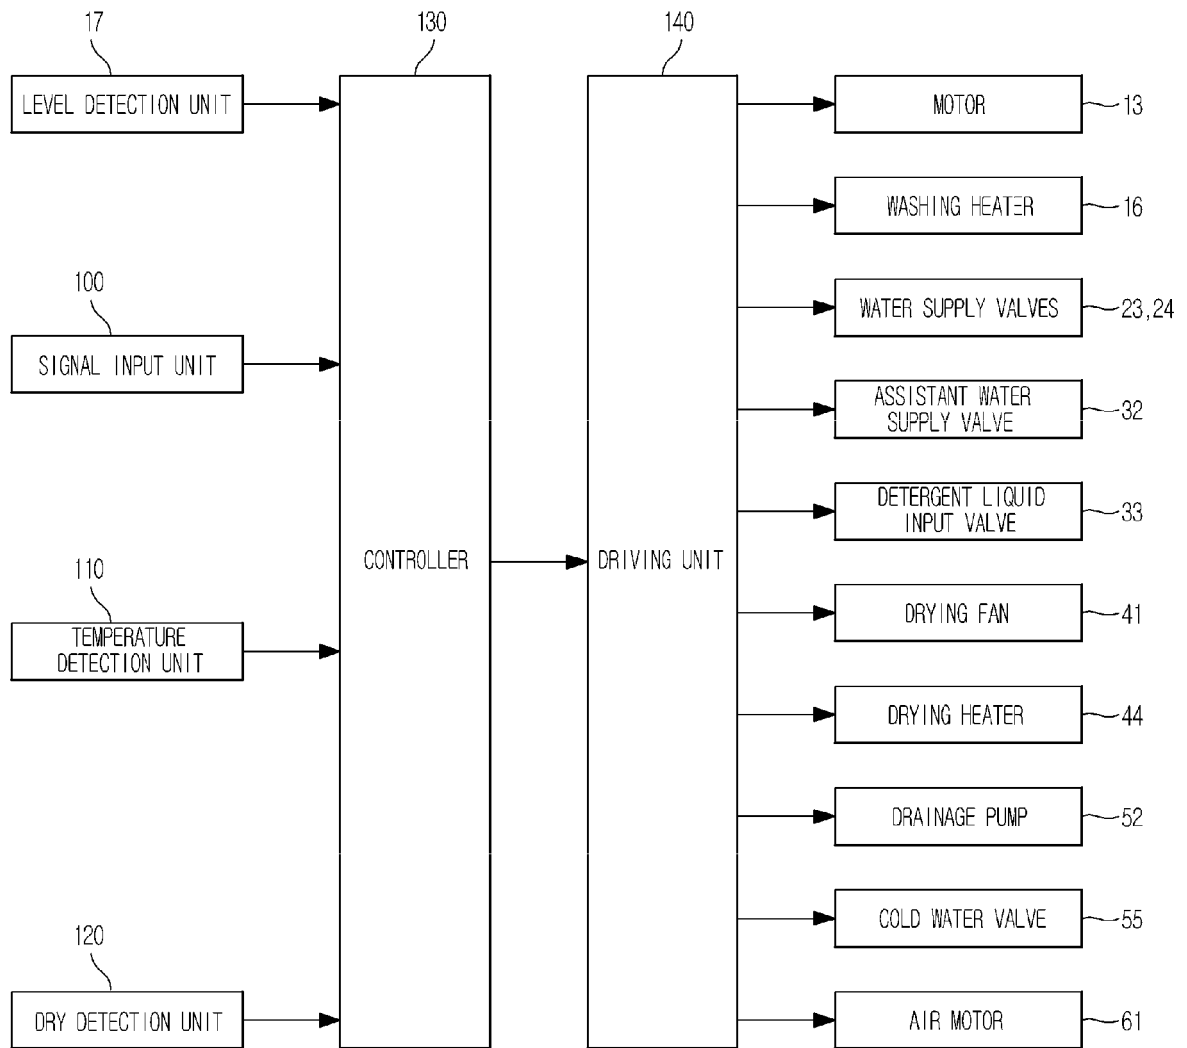 17
130
140
LEVEL DETECTION UNIT
MOTOR
13
WASHING HEATER
16
100
WATER SUPPLY VALVES
23,24
SIGNAL INPUT UNIT
ASSISTANT WATER
SUPPLY VALVE
32
DETERGENT LIQUID
INPUT VALVE
33
CONTROLLER
DRIVING UNIT
110
DRYING FAN
41
TEMPERATURE
DETECTION UNIT
DRYING HEATER
44
DRAINAGE PUMP
52
COLD WATER VALVE
55
120
DRY DETECTION UNIT
AIR MOTOR
61